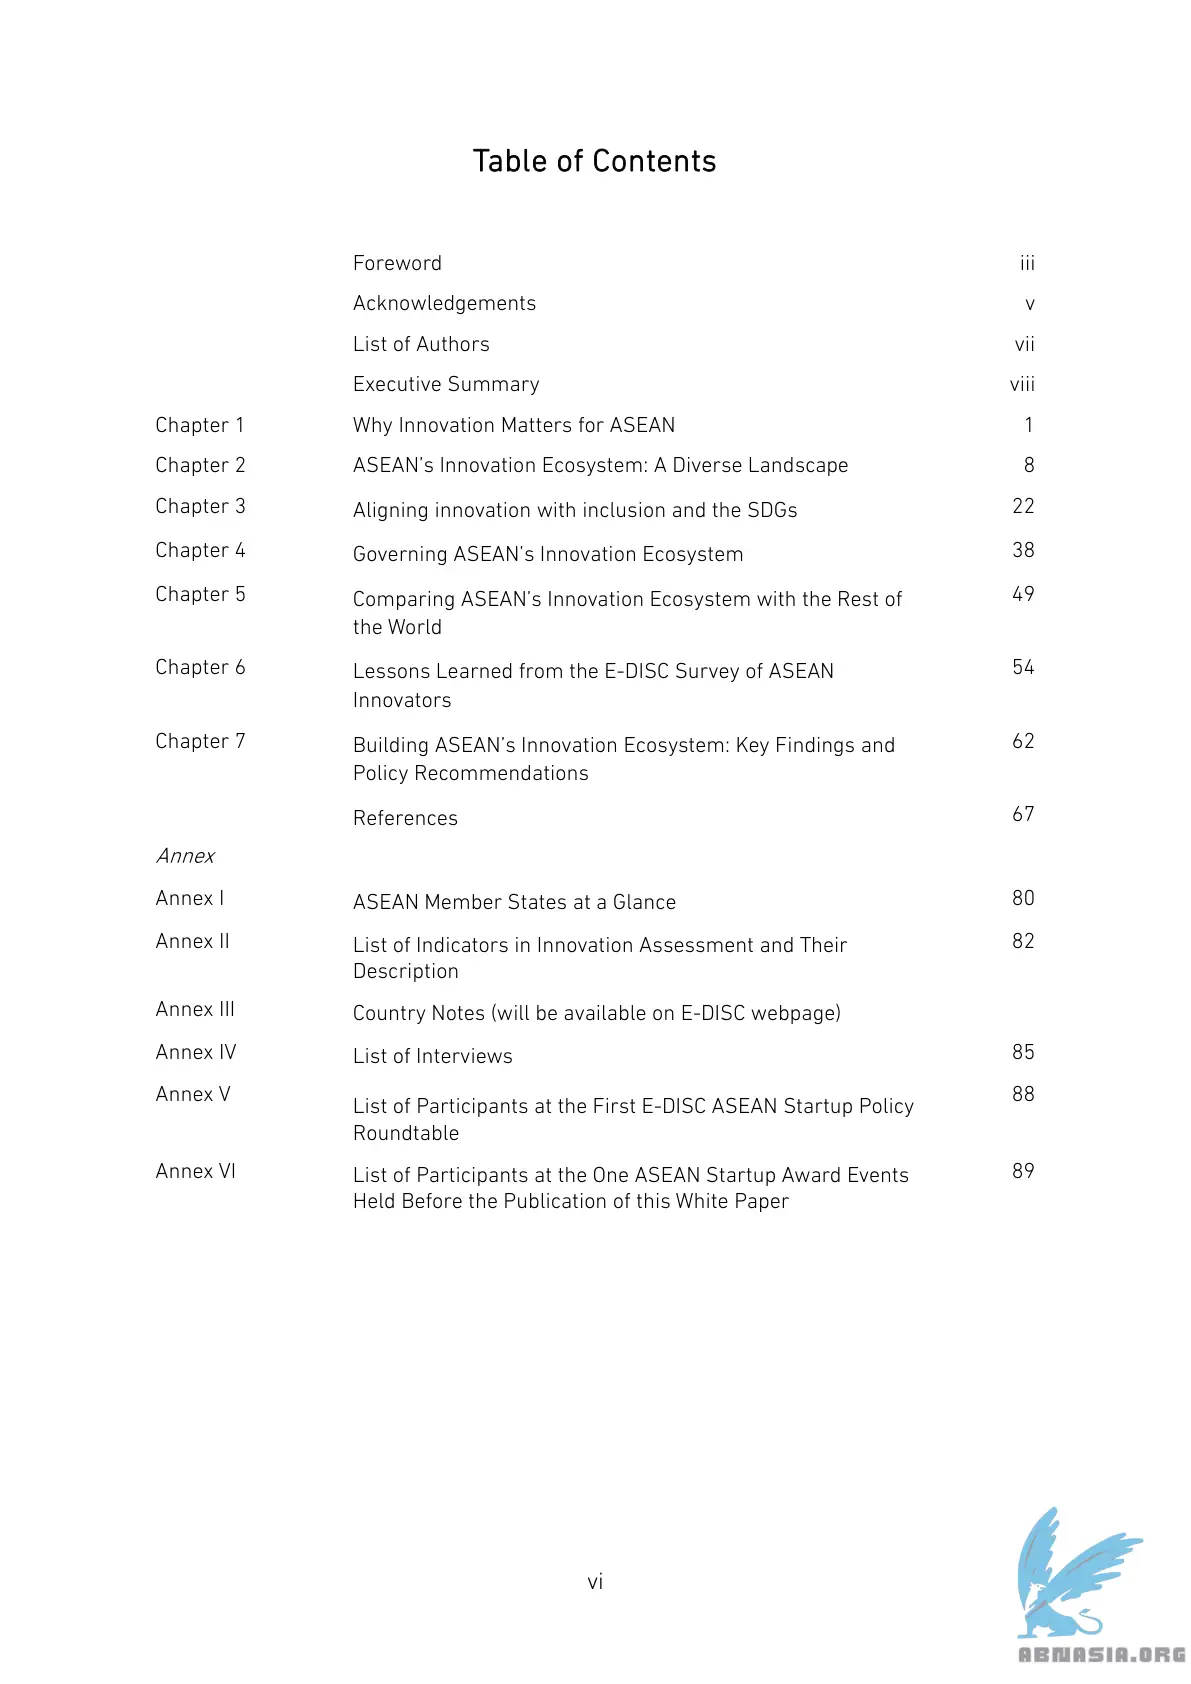 Table of Contents
Foreword iii
Acknowledgements v
List of Authors vii
Executive Summary viii
Chapter 1 Why Innovation Matters for ASEAN 1
Chapter 2 ASEAN’s Innovation Ecosystem: A Diverse Landscape 8
Chapter 3 Aligning innovation with inclusion and the SDGs 22
Chapter 4 Governing ASEAN’s Innovation Ecosystem 38
Chapter 5 Comparing ASEAN’s Innovation Ecosystem with the Rest of 49
the World
Chapter 6 Lessons Learned from the E-DISC Survey of ASEAN 54
Innovators
Chapter 7 Building ASEAN’s Innovation Ecosystem: Key Findings and 62
Policy Recommendations
References 67
Annex
Annex I ASEAN Member States at a Glance 80
Annex II List of Indicators in Innovation Assessment and Their 82
Description
Annex III Country Notes (will be available on E-DISC webpage)
Annex IV List of Interviews 85
Annex V List of Participants at the First E-DISC ASEAN Startup Policy 88
Roundtable
Annex VI List of Participants at the One ASEAN Startup Award Events 89
Held Before the Publication of this White Paper
vi
ABNASIA.ORG